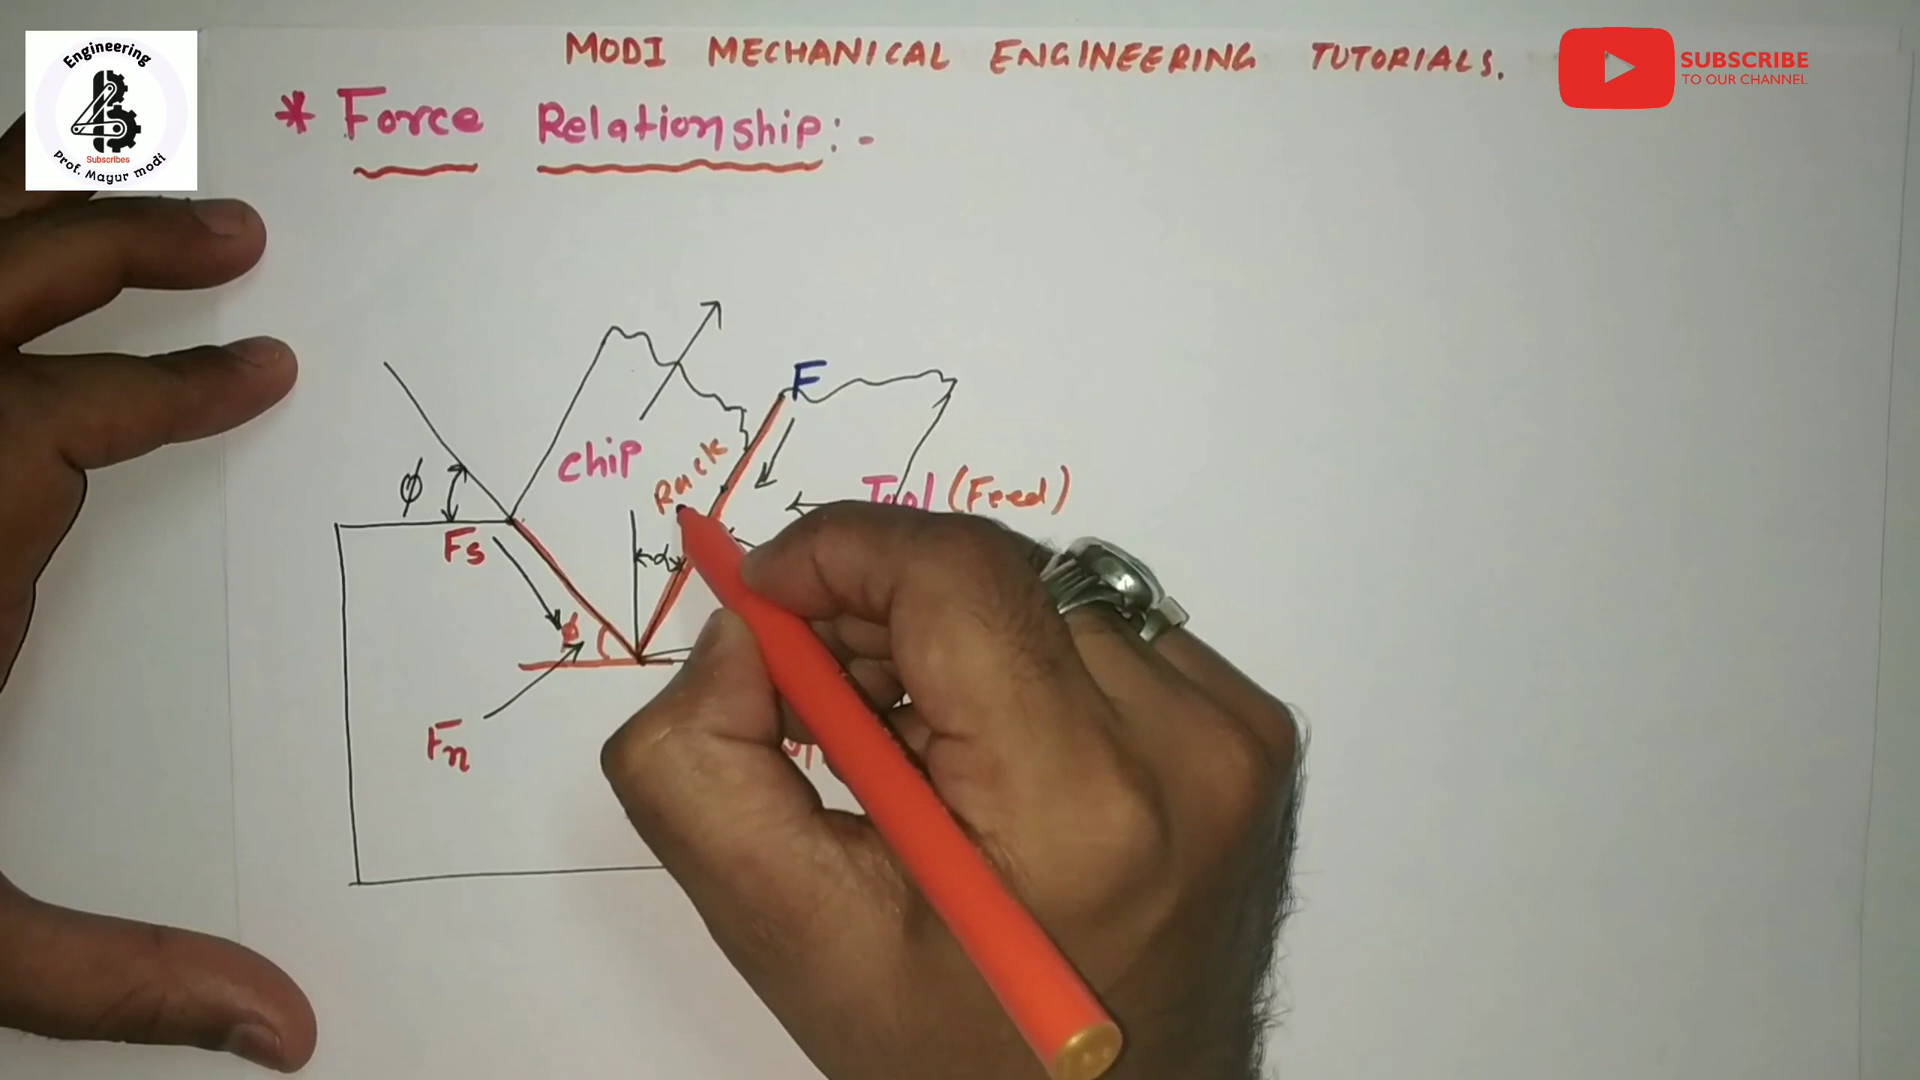 MODI MECHANICAL ENGINEERING TUTORIALS.
SUBSCRIBE
TO OUR CHANNEL
Engineering
Subscribes
Prof. Mayur modi
* Force Relationship:-
F
chip
Rack
ϕ
Tool (Feed)
Fs
α
ϕ
Fn